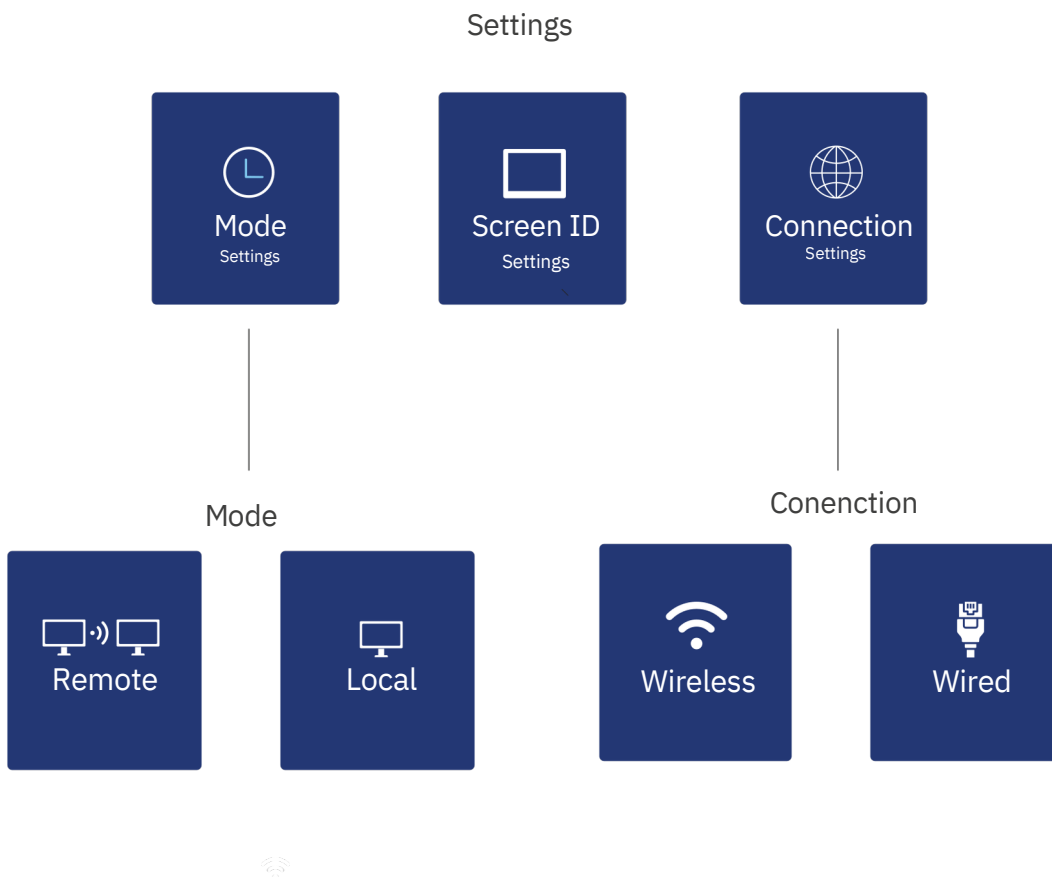 Settings
Mode
Settings
Screen ID
Settings
Connection
Settings
Mode
Conenction
Remote
Local
Wireless
Wired